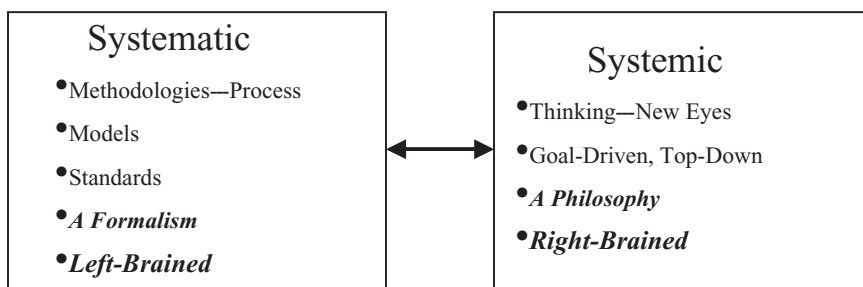 Systematic
•Methodologies—Process
•Models
•Standards
•A Formalism
•Left-Brained
Systemic
•Thinking—New Eyes
•Goal-Driven, Top-Down
•A Philosophy
•Right-Brained